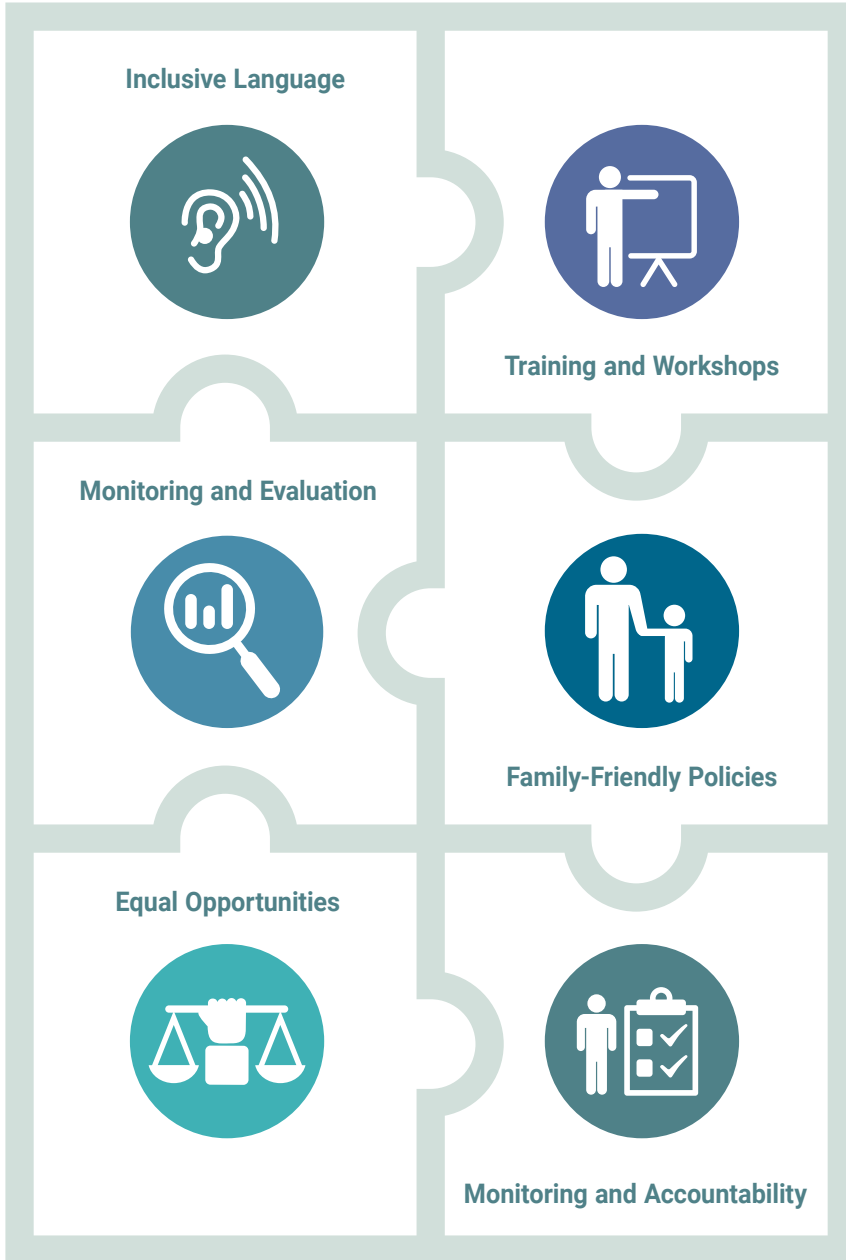 Inclusive Language
Training and Workshops
Monitoring and Evaluation
Family-Friendly Policies
Equal Opportunities
Monitoring and Accountability